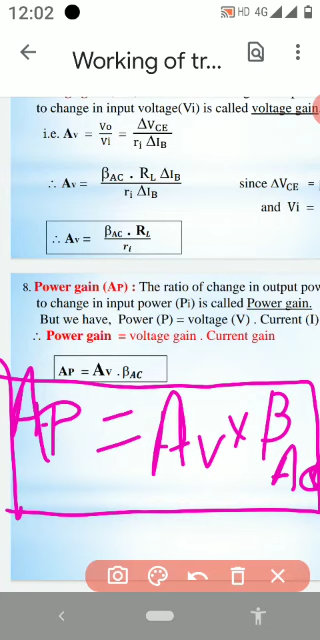 12:02
HD 4G
Working of tr...
to change in input voltage(Vi) is called voltage gain.
i.e. Av = Vo/Vi = ΔVCE / ri ΔIB
∴ Av = βAC . RL ΔIB / ri ΔIB since ΔVCE =
and Vi =
∴ Av = βAC . RL / ri
8. Power gain (AP) : The ratio of change in output pow
to change in input power (Pi) is called Power gain.
But we have, Power (P) = voltage (V) . Current (I)
∴ Power gain = voltage gain . Current gain
AP = AV .βAC
AP = AV × βAC